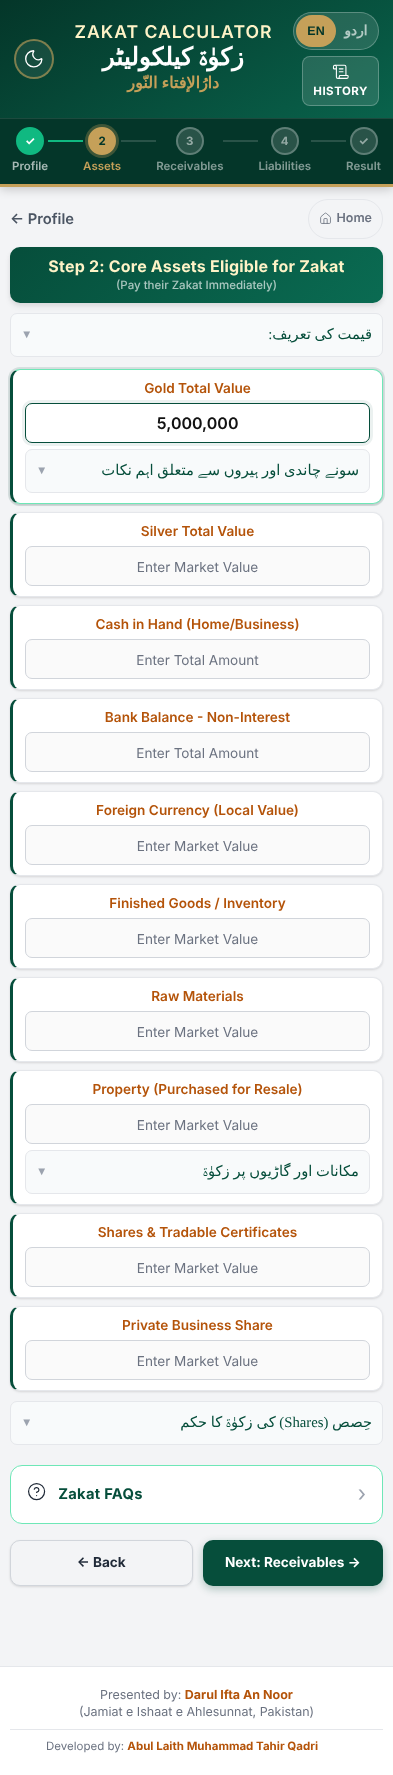 ZAKAT CALCULATOR
زکوٰۃ کیلکولیٹر
دارُالإفتاء النّور
EN
اردو
HISTORY
Profile
2
Assets
3
Receivables
4
Liabilities
Result
← Profile
Home
Step 2: Core Assets Eligible for Zakat
(Pay their Zakat Immediately)
قیمت کی تعریف:
Gold Total Value
5,000,000
سونے چاندی اور ہیروں سے متعلق اہم نکات
Silver Total Value
Enter Market Value
Cash in Hand (Home/Business)
Enter Total Amount
Bank Balance - Non-Interest
Enter Total Amount
Foreign Currency (Local Value)
Enter Market Value
Finished Goods / Inventory
Enter Market Value
Raw Materials
Enter Market Value
Property (Purchased for Resale)
Enter Market Value
مکانات اور گاڑیوں پر زکوٰۃ
Shares & Tradable Certificates
Enter Market Value
Private Business Share
Enter Market Value
حِصص (Shares) کی زکوٰۃ کا حکم
Zakat FAQs
← Back
Next: Receivables →
Presented by: Darul Ifta An Noor
(Jamiat e Ishaat e Ahlesunnat, Pakistan)
Developed by: Abul Laith Muhammad Tahir Qadri